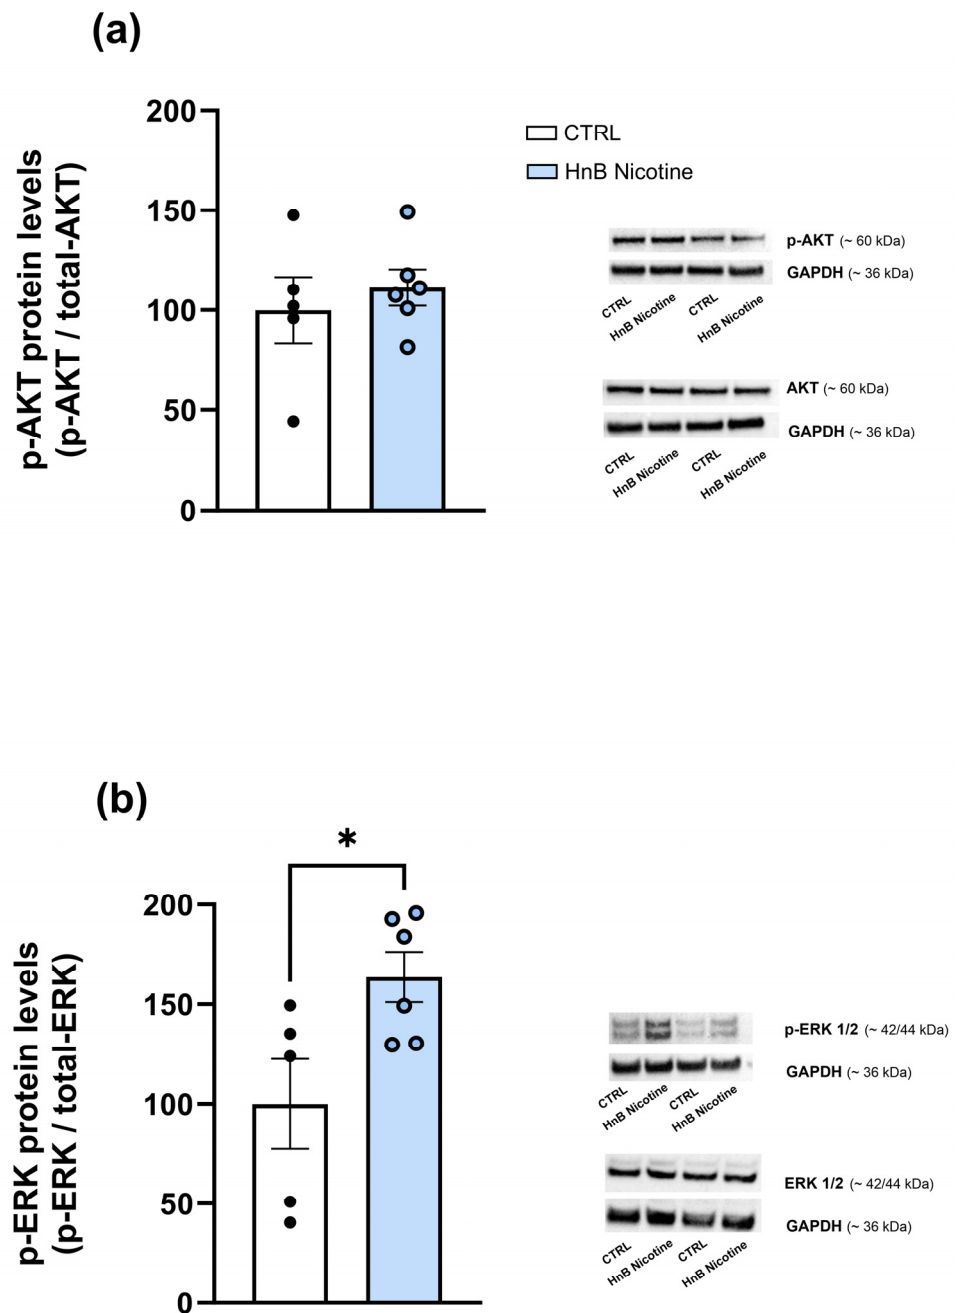 (a)
p-AKT protein levels
(p-AKT / total-AKT)
200
150
100
50
0
CTRL
HnB Nicotine
p-AKT (~ 60 kDa)
GAPDH (~ 36 kDa)
CTRL
HnB Nicotine
CTRL
HnB Nicotine
AKT (~ 60 kDa)
GAPDH (~ 36 kDa)
CTRL
HnB Nicotine
CTRL
HnB Nicotine
(b)
p-ERK protein levels
(p-ERK / total-ERK)
*
200
150
100
50
0
p-ERK 1/2 (~ 42/44 kDa)
GAPDH (~ 36 kDa)
CTRL
HnB Nicotine
CTRL
HnB Nicotine
ERK 1/2 (~ 42/44 kDa)
GAPDH (~ 36 kDa)
CTRL
HnB Nicotine
CTRL
HnB Nicotine